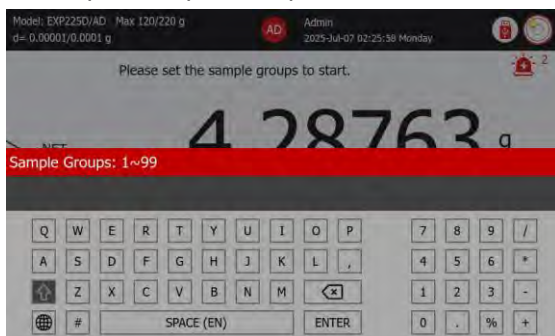 Model: EXP225D/AD Max 120/220 g
d= 0.00001/0.0001 g
AD
Admin
2025-Jul-07 02:25:58 Monday
2
Please set the sample groups to start.
NET
4.28763 g
Sample Groups: 1~99
Q W E R T Y U I O P 7 8 9 /
A S D F G H J K L , 4 5 6 *
Z X C V B N M 1 2 3 -
# SPACE (EN) ENTER 0 . % +